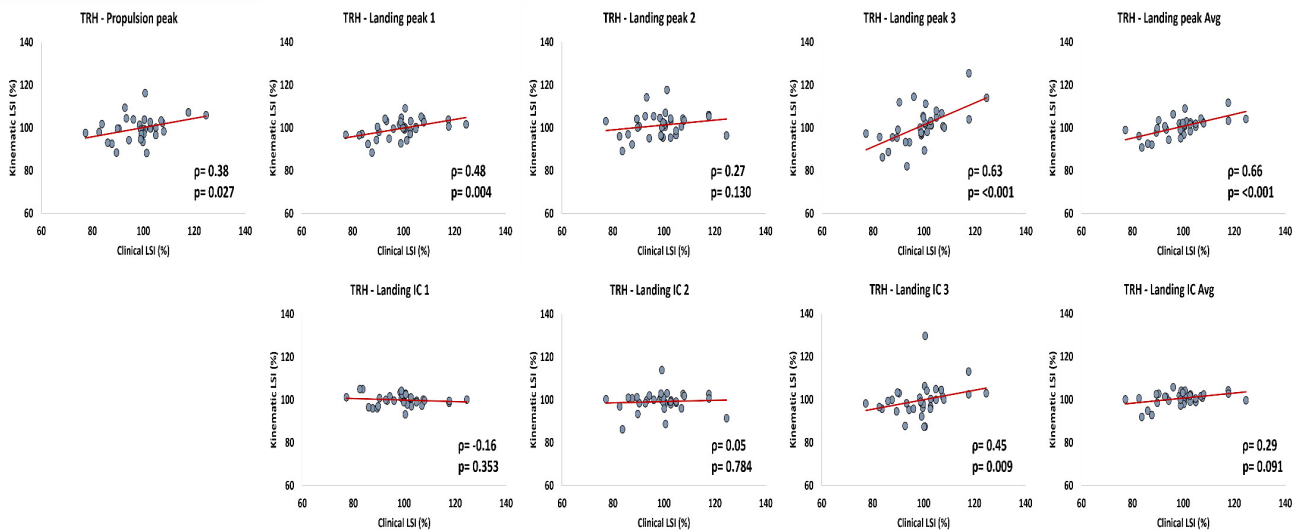 TRH - Propulsion peak
Kinematic LSI (%)
140
120
100
80
60
60 80 100 120 140
Clinical LSI (%)
ρ= 0.38
p= 0.027
TRH - Landing peak 1
Kinematic LSI (%)
140
120
100
80
60
60 80 100 120 140
Clinical LSI (%)
ρ= 0.48
p= 0.004
TRH - Landing peak 2
Kinematic LSI (%)
140
120
100
80
60
60 80 100 120 140
Clinical LSI (%)
ρ= 0.27
p= 0.130
TRH - Landing peak 3
Kinematic LSI (%)
140
120
100
80
60
60 80 100 120 140
Clinical LSI (%)
ρ= 0.63
p= <0.001
TRH - Landing peak Avg
Kinematic LSI (%)
140
120
100
80
60
60 80 100 120 140
Clinical LSI (%)
ρ= 0.66
p= <0.001
TRH - Landing IC 1
Kinematic LSI (%)
140
120
100
80
60
60 80 100 120 140
Clinical LSI (%)
ρ= -0.16
p= 0.353
TRH - Landing IC 2
Kinematic LSI (%)
140
120
100
80
60
60 80 100 120 140
Clinical LSI (%)
ρ= 0.05
p= 0.784
TRH - Landing IC 3
Kinematic LSI (%)
140
120
100
80
60
60 80 100 120 140
Clinical LSI (%)
ρ= 0.45
p= 0.009
TRH - Landing IC Avg
Kinematic LSI (%)
140
120
100
80
60
60 80 100 120 140
Clinical LSI (%)
ρ= 0.29
p= 0.091